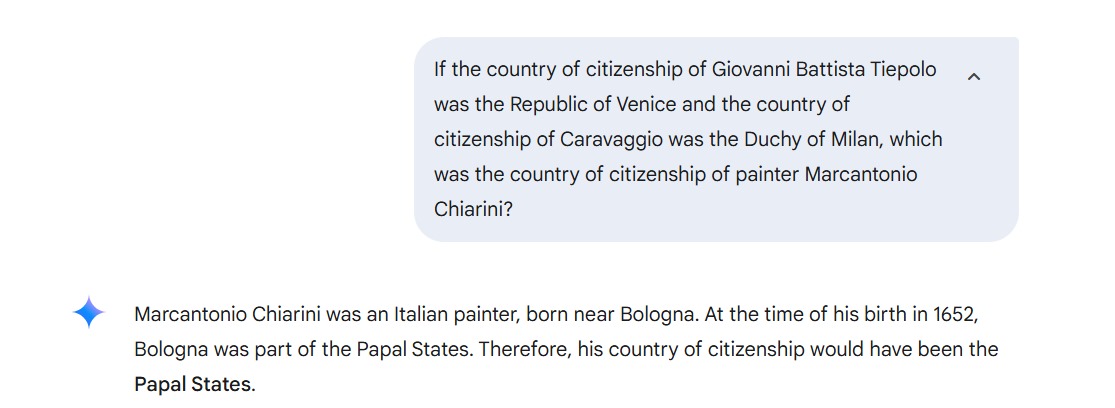 If the country of citizenship of Giovanni Battista Tiepolo
was the Republic of Venice and the country of
citizenship of Caravaggio was the Duchy of Milan, which
was the country of citizenship of painter Marcantonio
Chiarini?
Marcantonio Chiarini was an Italian painter, born near Bologna. At the time of his birth in 1652,
Bologna was part of the Papal States. Therefore, his country of citizenship would have been the
Papal States.